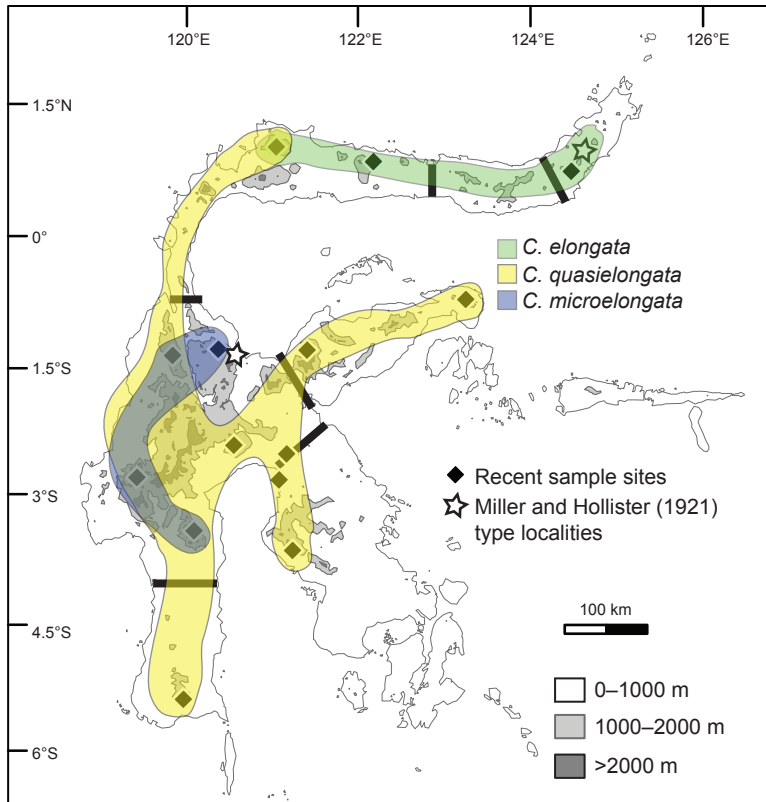 120°E 122°E 124°E 126°E
1.5°N
0°
C. elongata
C. quasielongata
C. microelongata
1.5°S
Recent sample sites
3°S
Miller and Hollister (1921)
type localities
100 km
4.5°S
0–1000 m
1000–2000 m
6°S
>2000 m